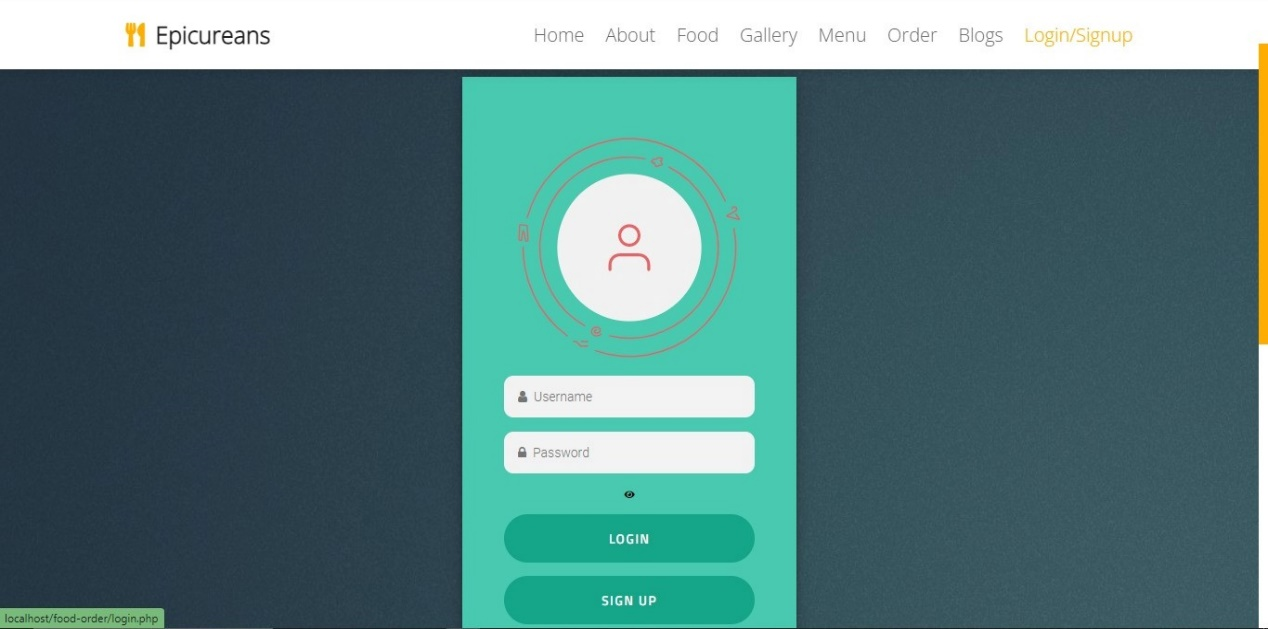 Epicureans
Home About Food Gallery Menu Order Blogs Login/Signup
Username
Password
LOGIN
SIGN UP
localhost/food-order/login.php